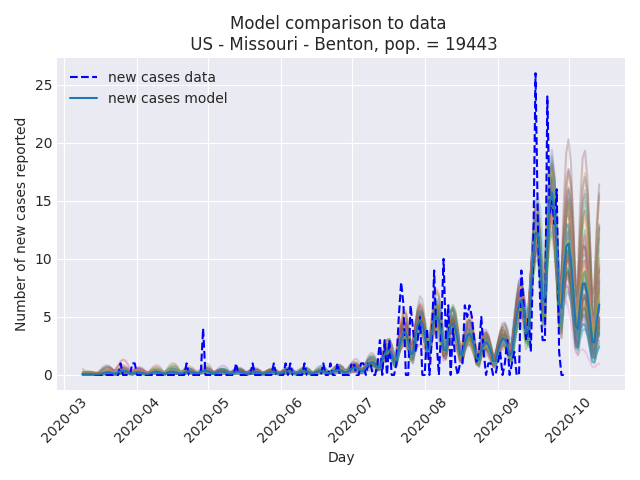 Model comparison to data
US - Missouri - Benton, pop. = 19443
new cases data
new cases model
Number of new cases reported
25
20
15
10
5
0
2020-03
2020-04
2020-05
2020-06
2020-07
2020-08
2020-09
2020-10
Day